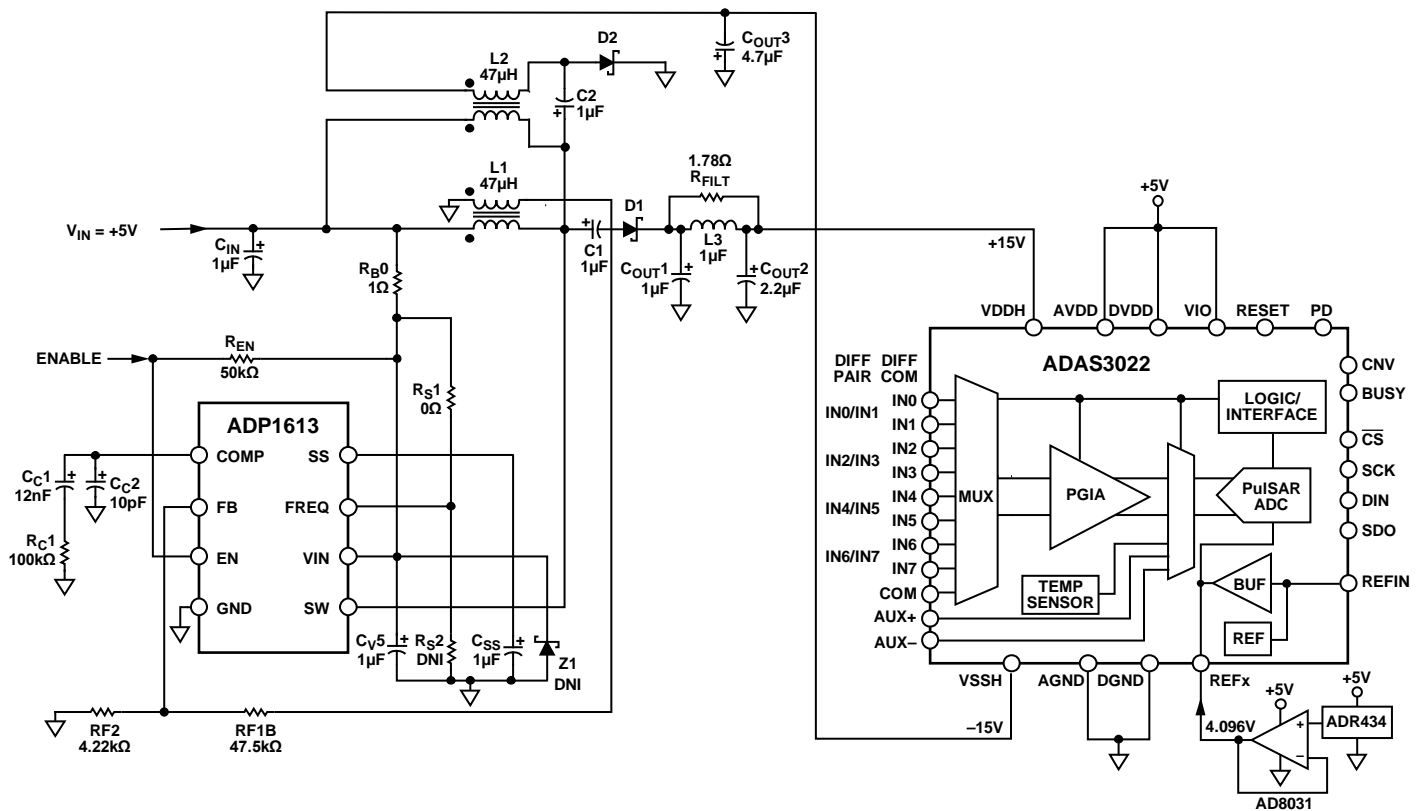 COUT3
4.7µF
D2
L2
47µH
C2
1µF
L1
47µH
1.78Ω
RFILT
D1
VIN = +5V
CIN
1µF
C1
1µF
L3
1µF
COUT1
1µF
COUT2
2.2µF
+15V
+5V
RB0
1Ω
ENABLE
REN
50kΩ
RS1
0Ω
ADP1613
COMP
SS
FB
FREQ
EN
VIN
GND
SW
CC1
12nF
CC2
10pF
RC1
100kΩ
CV5
1µF
RS2
DNI
CSS
1µF
Z1
DNI
RF2
4.22kΩ
RF1B
47.5kΩ
VDDH
AVDD
DVDD
VIO
RESET
PD
ADAS3022
DIFF
PAIR
DIFF
COM
IN0/IN1
IN2/IN3
IN4/IN5
IN6/IN7
IN0
IN1
IN2
IN3
IN4
IN5
IN6
IN7
COM
AUX+
AUX–
MUX
PGIA
TEMP
SENSOR
LOGIC/
INTERFACE
PulSAR
ADC
BUF
REF
CNV
BUSY
CS
SCK
DIN
SDO
REFIN
VSSH
AGND
DGND
REFx
–15V
4.096V
+5V
+5V
ADR434
AD8031